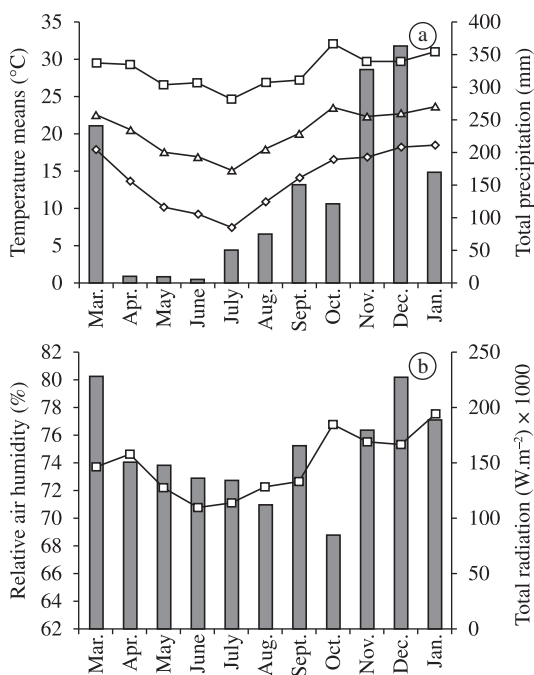 35
30
25
20
15
10
5
0
Temperature means (°C)
400
350
300
250
200
150
100
50
0
Total precipitation (mm)
a
Mar.
Apr.
May
June
July
Aug.
Sept.
Oct.
Nov.
Dec.
Jan.
82
80
78
76
74
72
70
68
66
64
62
Relative air humidity (%)
250
200
150
100
50
0
Total radiation (W.m⁻²) × 1000
b
Mar.
Apr.
May
June
July
Aug.
Sept.
Oct.
Nov.
Dec.
Jan.